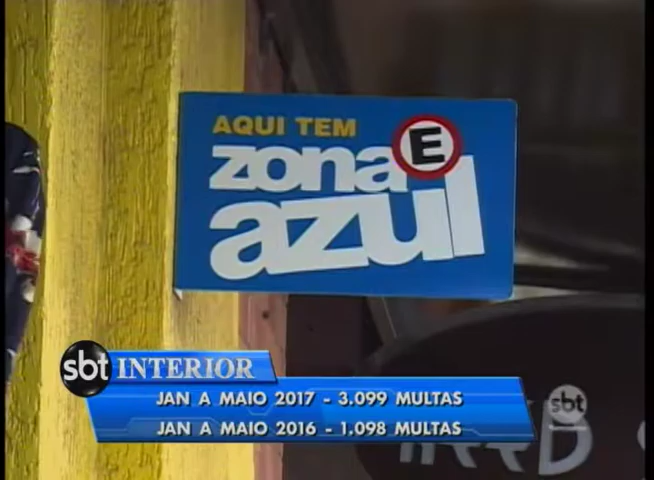 AQUI TEM
E
zona
azul
sbt INTERIOR
JAN A MAIO 2017 - 3.099 MULTAS
JAN A MAIO 2016 - 1.098 MULTAS
sbt